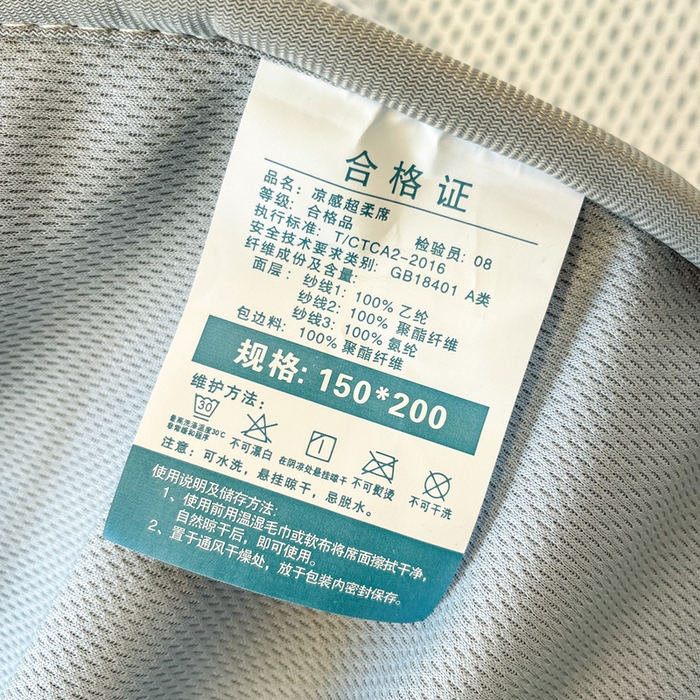 合格证
品名：凉感超柔席
等级：合格品 检验员：08
执行标准：T/CTCA2-2016
安全技术要求类别：GB18401 A类
纤维成份及含量：
面层：纱线1：100% 乙纶
纱线2：100% 聚酯纤维
纱线3：100% 氨纶
包边料：100% 聚酯纤维
规格：150*200
维护方法：
30
最高洗涤温度30℃
非常缓和程序
不可漂白
在阴凉处悬挂晾干
不可熨烫
不可干洗
注意：可水洗，悬挂晾干，忌脱水。
使用说明及储存方法：
1、使用前用温湿毛巾或软布将席面擦拭干净，
自然晾干后，即可使用。
2、置于通风干燥处，放于包装内密封保存。